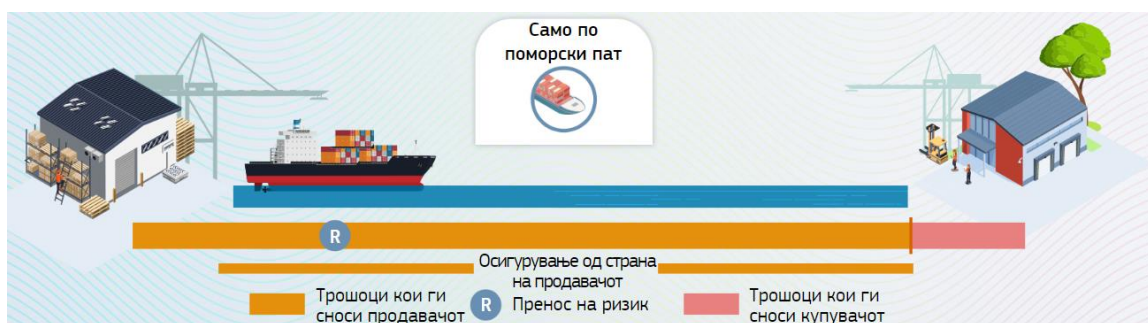 Само по
поморски пат
R
Осигурување од страна
на продавачот
Трошоци кои ги
сноси продавачот
R
Пренос на ризик
Трошоци кои ги
сноси купувачот